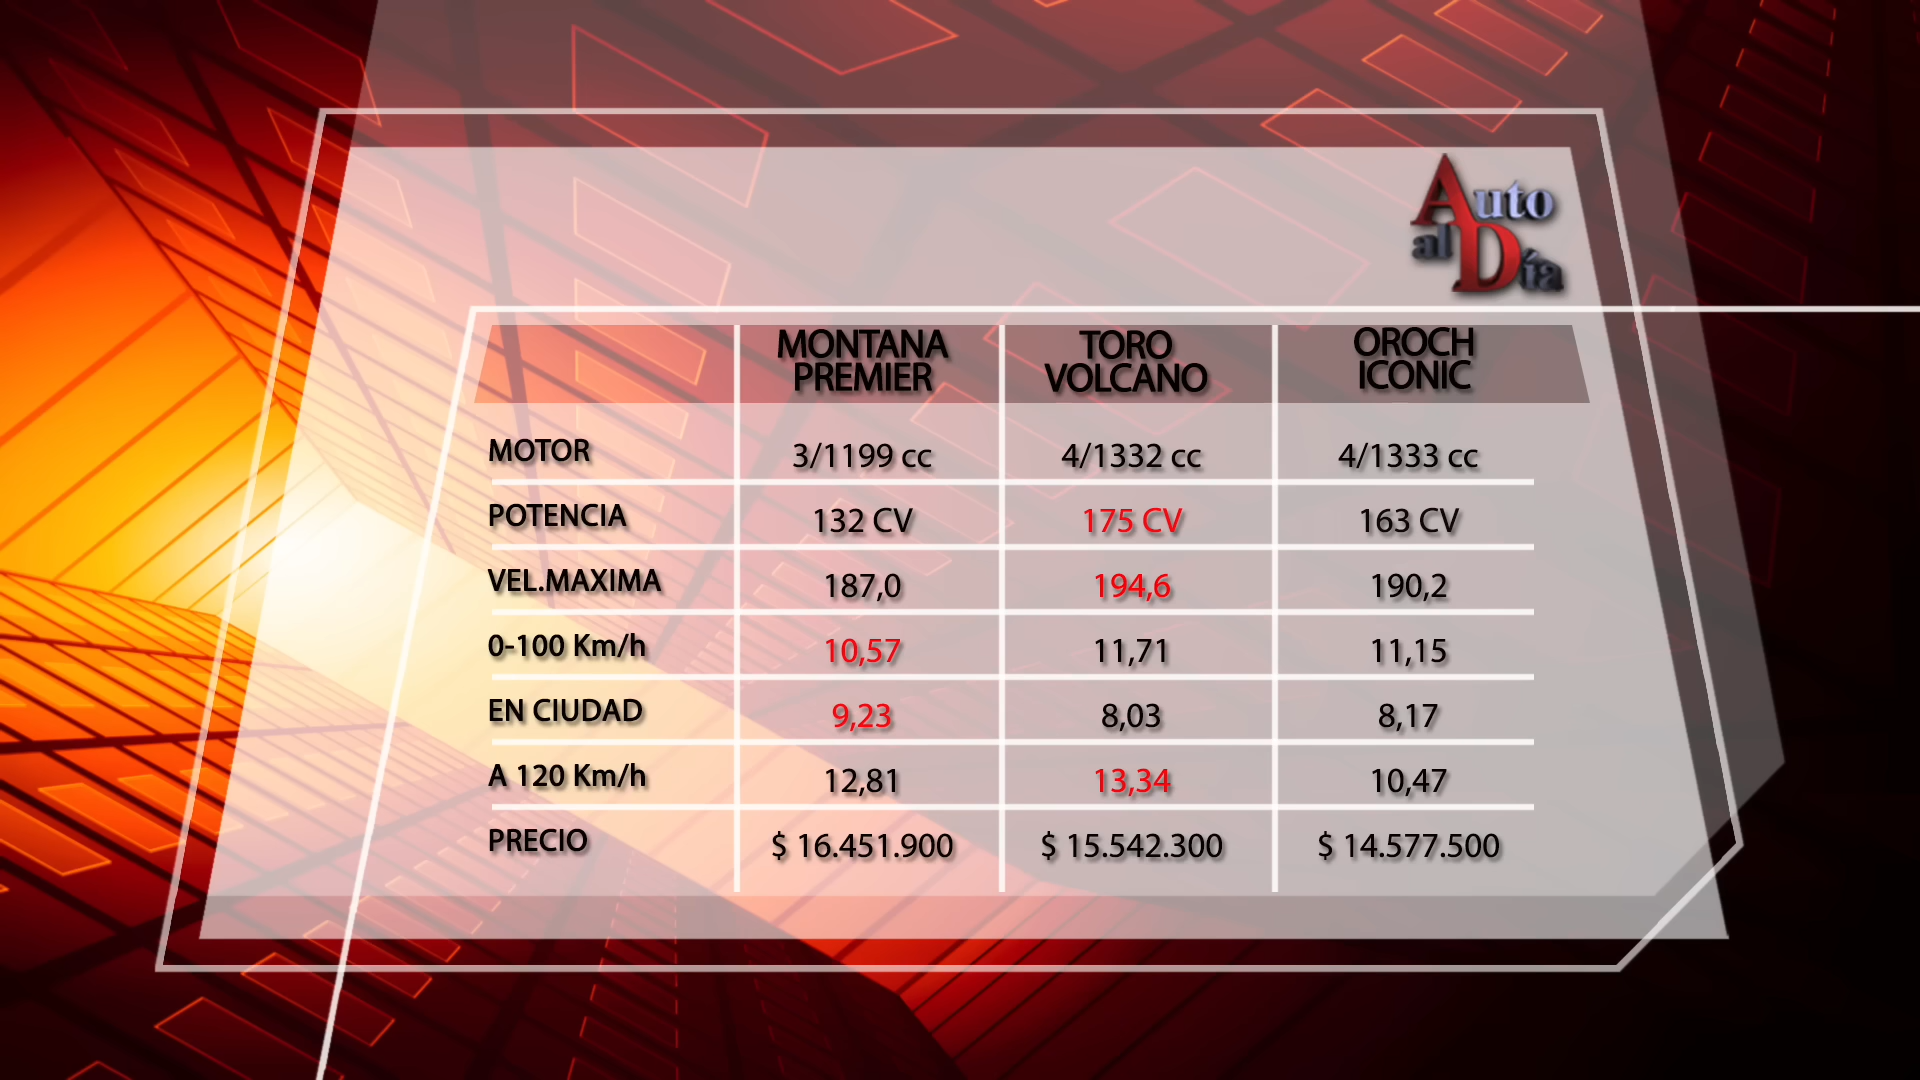 Auto
al Día
MONTANA PREMIER TORO VOLCANO OROCH ICONIC
MOTOR 3/1199 cc 4/1332 cc 4/1333 cc
POTENCIA 132 CV 175 CV 163 CV
VEL.MAXIMA 187,0 194,6 190,2
0-100 Km/h 10,57 11,71 11,15
EN CIUDAD 9,23 8,03 8,17
A 120 Km/h 12,81 13,34 10,47
PRECIO $ 16.451.900 $ 15.542.300 $ 14.577.500